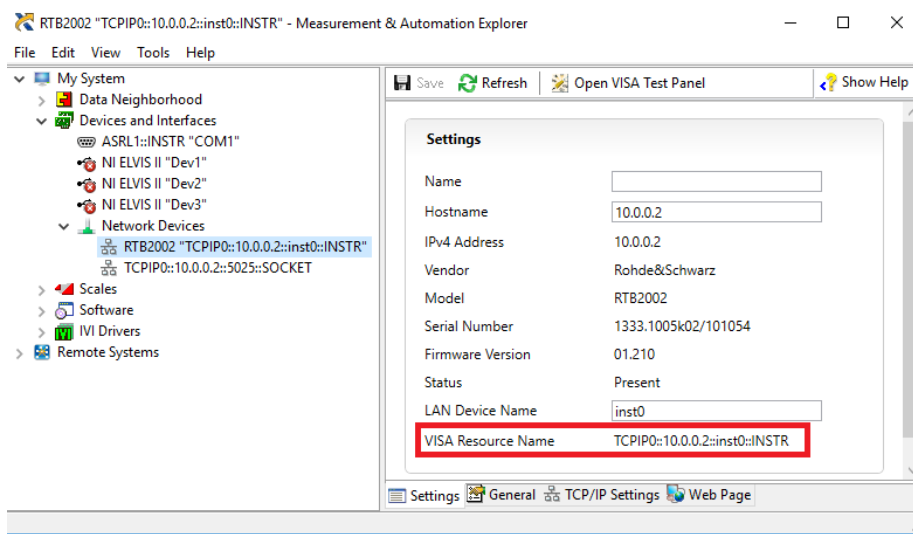 RTB2002 "TCPIP0::10.0.0.2::inst0::INSTR" - Measurement & Automation Explorer
File Edit View Tools Help
My System
Data Neighborhood
Devices and Interfaces
ASRL1::INSTR "COM1"
NI ELVIS II "Dev1"
NI ELVIS II "Dev2"
NI ELVIS II "Dev3"
Network Devices
RTB2002 "TCPIP0::10.0.0.2::inst0::INSTR"
TCPIP0::10.0.0.2::5025::SOCKET
Scales
Software
IVI Drivers
Remote Systems
Save Refresh Open VISA Test Panel Show Help
Settings
Name
Hostname 10.0.0.2
IPv4 Address 10.0.0.2
Vendor Rohde&Schwarz
Model RTB2002
Serial Number 1333.1005k02/101054
Firmware Version 01.210
Status Present
LAN Device Name inst0
VISA Resource Name TCPIP0::10.0.0.2::inst0::INSTR
Settings General TCP/IP Settings Web Page